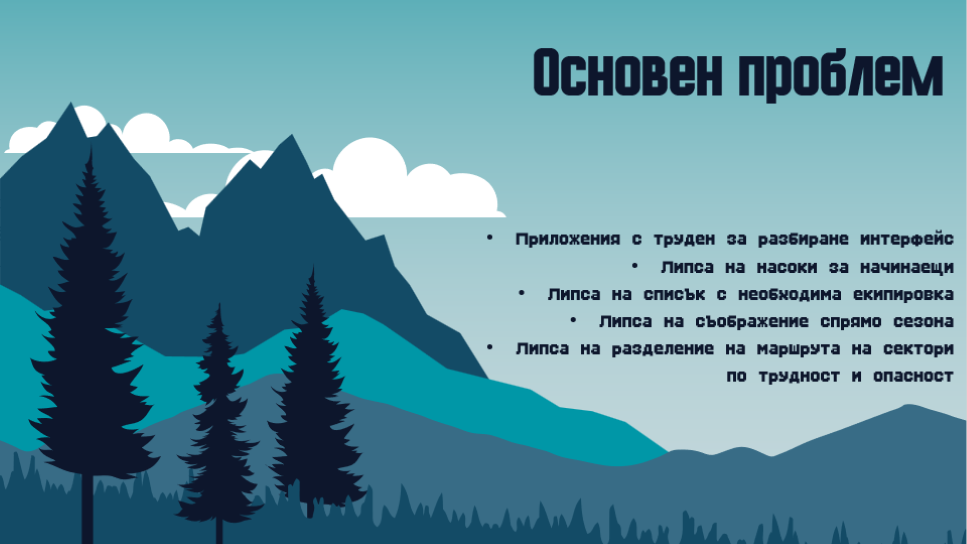 Основен проблем
• Приложения с труден за разбиране интерфейс
• Липса на насоки за начинаещи
• Липса на списък с необходима екипировка
• Липса на съображение спрямо сезона
• Липса на разделение на маршрута на сектори
по трудност и опасност